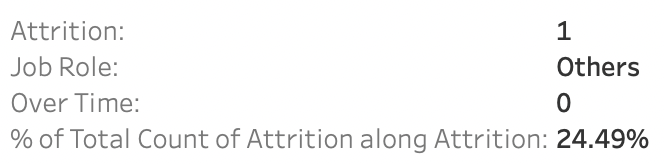 Attrition: 1
Job Role: Others
Over Time: 0
% of Total Count of Attrition along Attrition: 24.49%